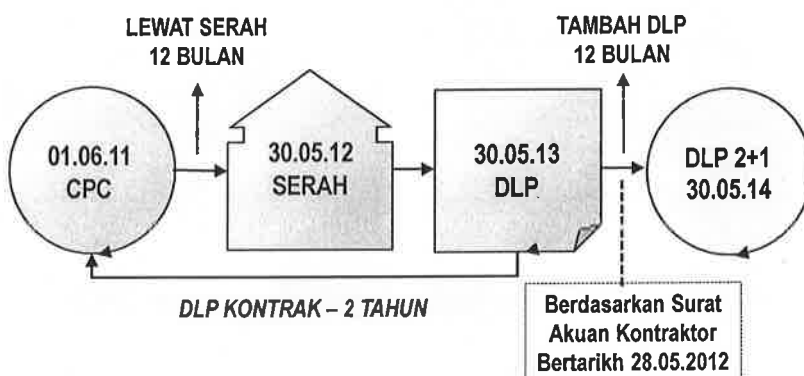 LEWAT SERAH
12 BULAN
TAMBAH DLP
12 BULAN
01.06.11
CPC
30.05.12
SERAH
30.05.13
DLP
DLP 2+1
30.05.14
DLP KONTRAK – 2 TAHUN
Berdasarkan Surat
Akuan Kontraktor
Bertarikh 28.05.2012